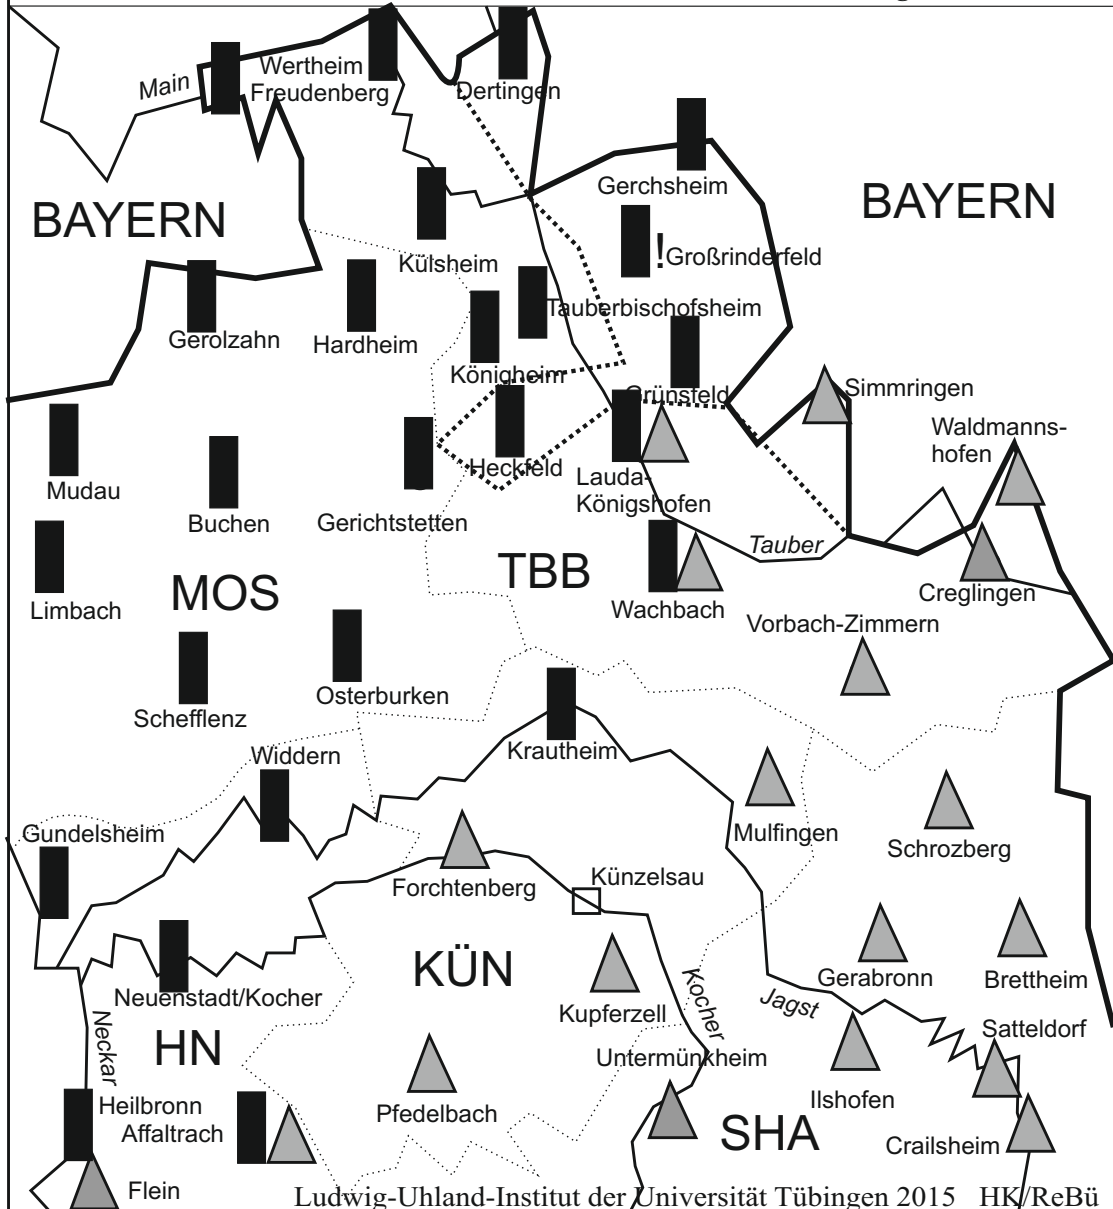 Main
Wertheim
Freudenberg
Dertingen
Gerchsheim
BAYERN
BAYERN
Külsheim
!Großrinderfeld
Tauberbischofsheim
Gerolzahn
Hardheim
Königheim
Grünsfeld
Simmringen
Waldmanns-
hofen
Mudau
Buchen
Gerichtstetten
Heckfeld
Lauda-
Königshofen
Tauber
Limbach
MOS
TBB
Wachbach
Creglingen
Vorbach-Zimmern
Schefflenz
Osterburken
Krautheim
Widdern
Gundelsheim
Mulfingen
Schrozberg
Forchtenberg
Künzelsau
Neuenstadt/Kocher
KÜN
Kupferzell
Kocher
Jagst
Gerabronn
Brettheim
Neckar
HN
Untermünkheim
Satteldorf
Ilshofen
Heilbronn
Affaltrach
Pfedelbach
SHA
Crailsheim
Flein
Ludwig-Uhland-Institut der Universität Tübingen 2015 HK/ReBü